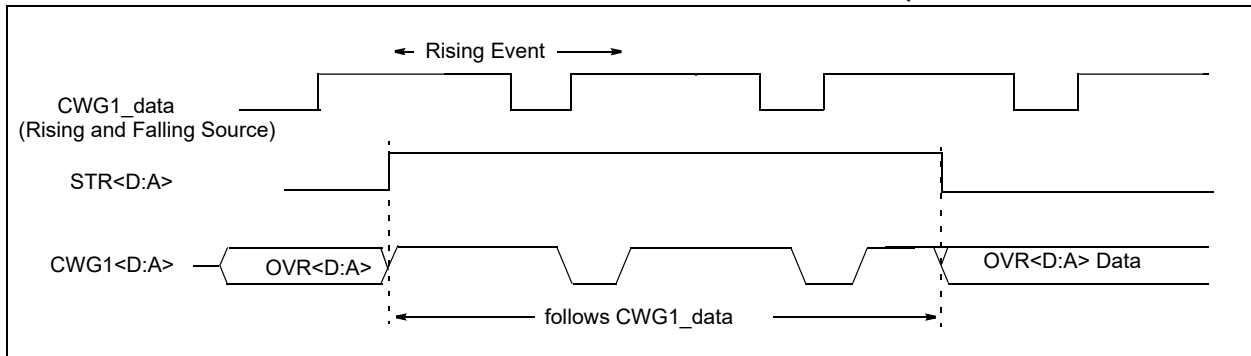 Rising Event
CWG1_data
(Rising and Falling Source)
STR<D:A>
CWG1<D:A>
OVR<D:A>
OVR<D:A> Data
follows CWG1_data